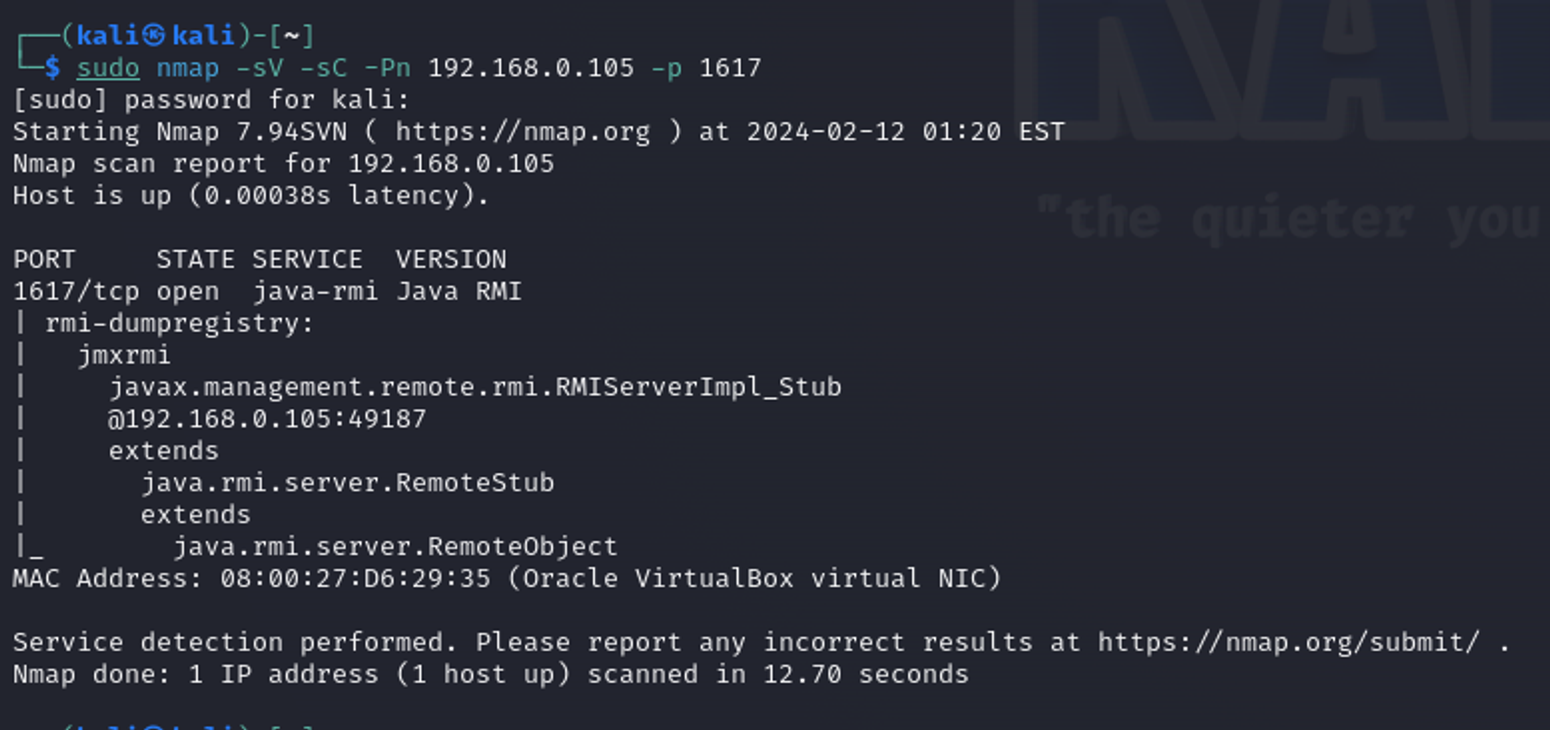 ┌──(kali㉿kali)-[~]
└─$ sudo nmap -sV -sC -Pn 192.168.0.105 -p 1617
[sudo] password for kali:
Starting Nmap 7.94SVN ( https://nmap.org ) at 2024-02-12 01:20 EST
Nmap scan report for 192.168.0.105
Host is up (0.00038s latency).
"the quieter you
PORT     STATE SERVICE  VERSION
1617/tcp open  java-rmi Java RMI
| rmi-dumpregistry:
|   jmxrmi
|     javax.management.remote.rmi.RMIServerImpl_Stub
|     @192.168.0.105:49187
|     extends
|       java.rmi.server.RemoteStub
|       extends
|_        java.rmi.server.RemoteObject
MAC Address: 08:00:27:D6:29:35 (Oracle VirtualBox virtual NIC)
Service detection performed. Please report any incorrect results at https://nmap.org/submit/ .
Nmap done: 1 IP address (1 host up) scanned in 12.70 seconds